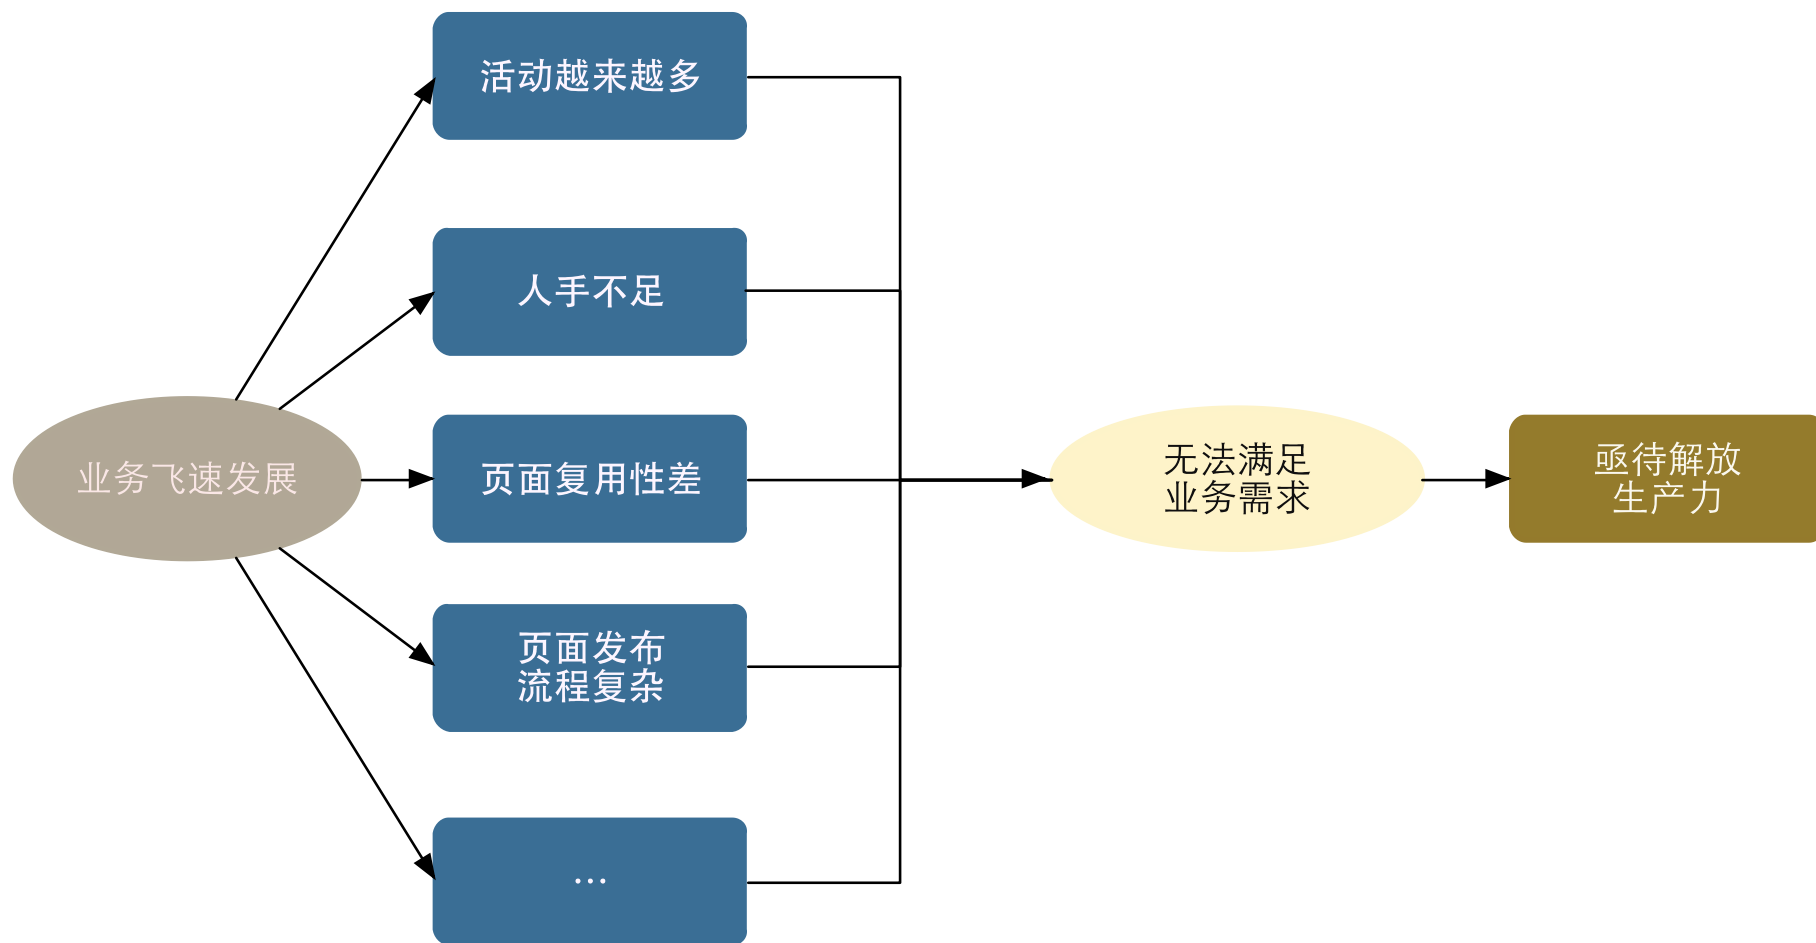 活动越来越多
人手不足
业务飞速发展
页面复用性差
无法满足
业务需求
亟待解放
生产力
页面发布
流程复杂
...